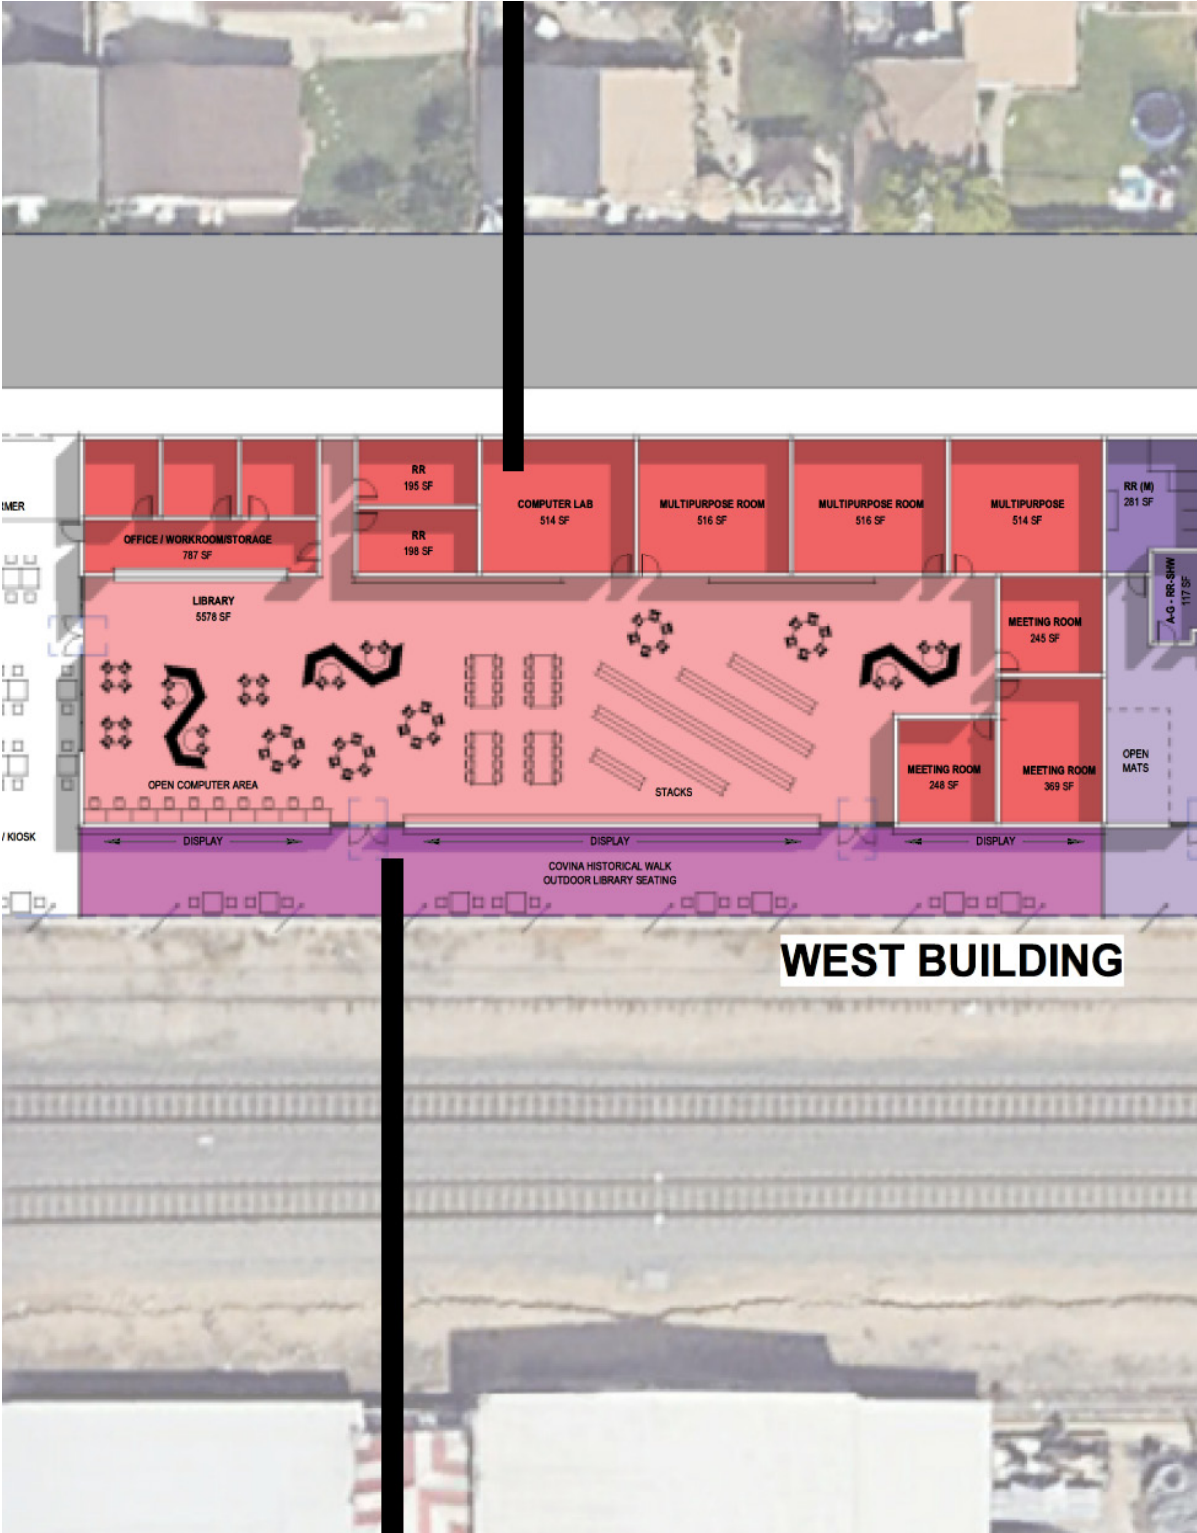 RR
195 SF
RR (M)
281 SF
RMER
COMPUTER LAB
514 SF
MULTIPURPOSE ROOM
516 SF
MULTIPURPOSE ROOM
516 SF
MULTIPURPOSE
514 SF
OFFICE / WORKROOM/STORAGE
787 SF
RR
198 SF
A-G - RR-SHW
117 SF
LIBRARY
5578 SF
MEETING ROOM
245 SF
OPEN
MATS
MEETING ROOM
248 SF
MEETING ROOM
369 SF
OPEN COMPUTER AREA
STACKS
/ KIOSK
DISPLAY
DISPLAY
DISPLAY
COVINA HISTORICAL WALK
OUTDOOR LIBRARY SEATING
WEST BUILDING